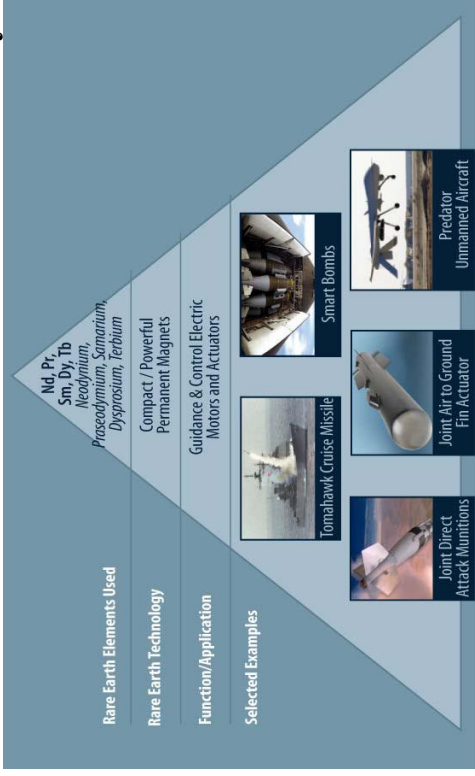 Nd, Pr,
Sm, Dy, Tb
Rare Earth Elements Used
Neodynium,
Praseodymium, Samarium,
Dysprosium, Terbium
Rare Earth Technology
Compact / Powerful
Permanent Magnets
Function/Application
Guidance & Control Electric
Motors and Actuators
Selected Examples
Tomahawk Cruise Missile
Smart Bombs
Joint Direct
Attack Munitions
Joint Air to Ground
Fin Actuator
Predator
Unmanned Aircraft